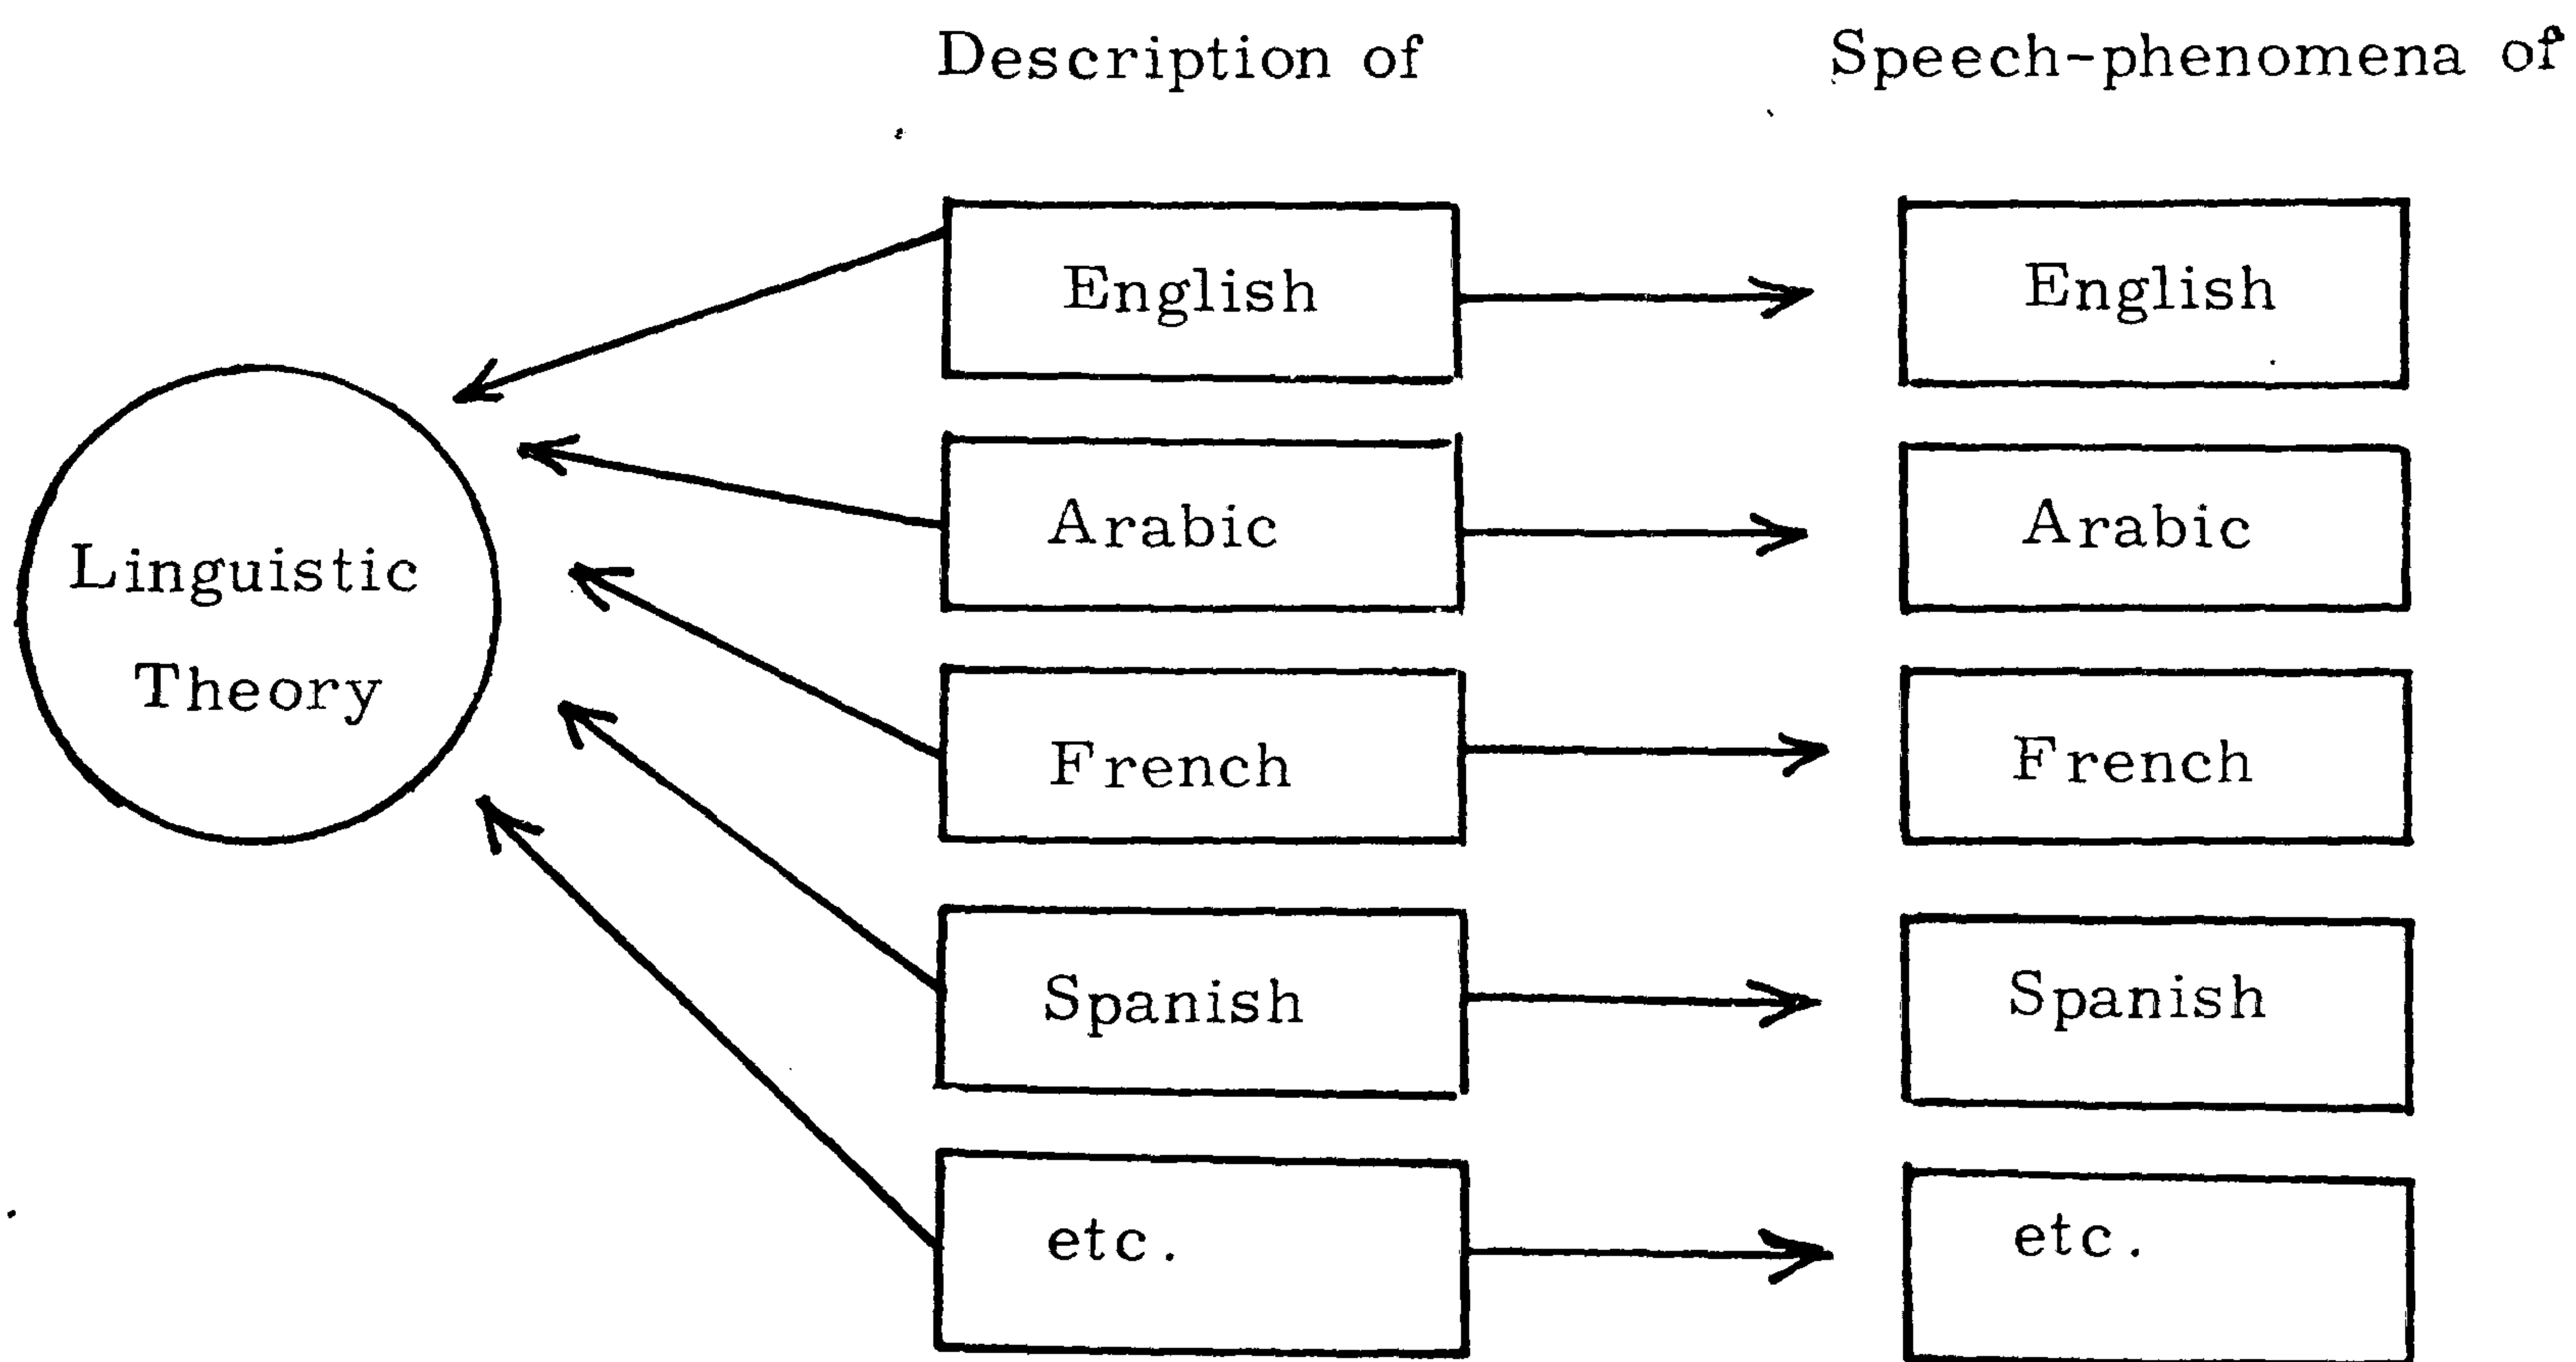 Description of
Speech-phenomena of
English
English
Arabic
Arabic
Linguistic
Theory
French
French
Spanish
Spanish
etc.
etc.